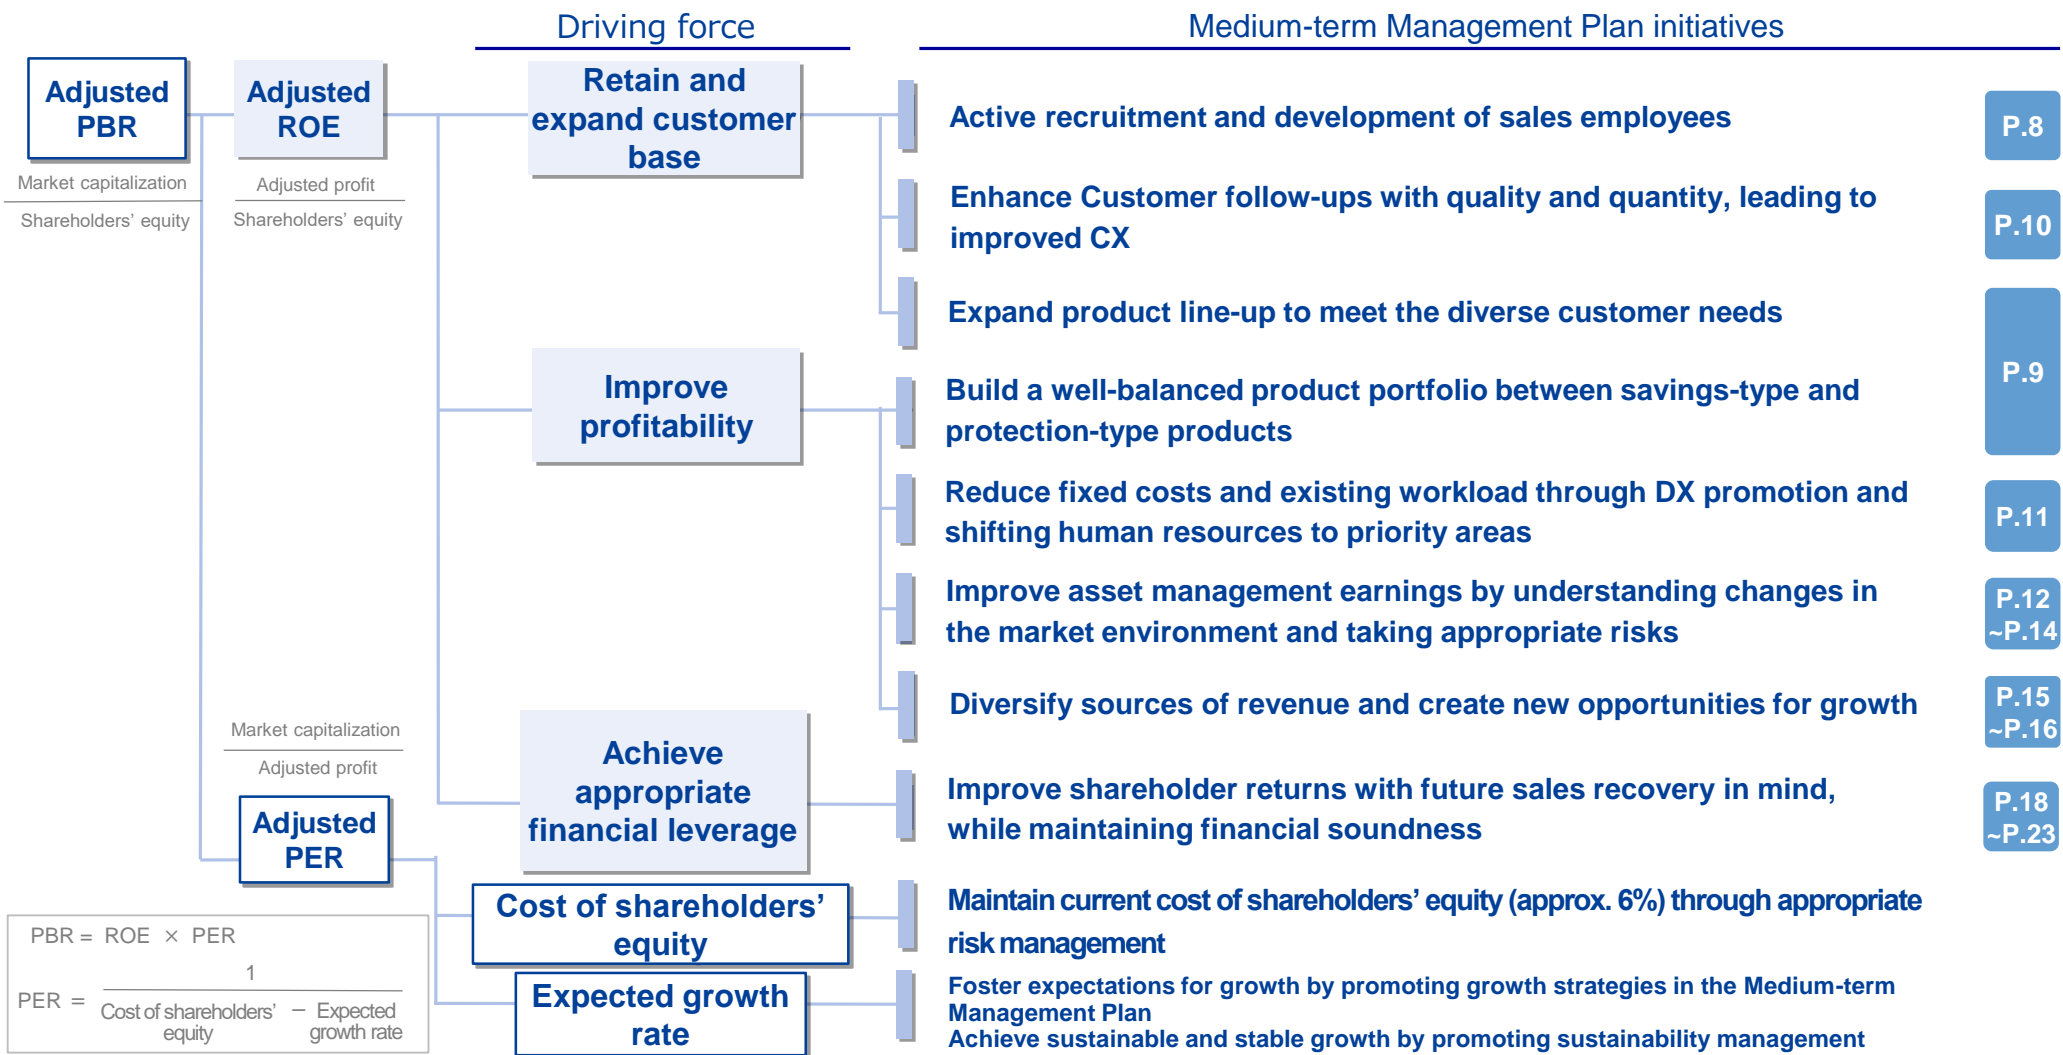 Driving force
Medium-term Management Plan initiatives
Adjusted
PBR
Market capitalization
Shareholders' equity
Adjusted
ROE
Adjusted profit
Shareholders' equity
Retain and
expand customer
base
Active recruitment and development of sales employees
P.8
Enhance Customer follow-ups with quality and quantity, leading to
improved CX
P.10
Expand product line-up to meet the diverse customer needs
P.9
Improve
profitability
Build a well-balanced product portfolio between savings-type and
protection-type products
Reduce fixed costs and existing workload through DX promotion and
shifting human resources to priority areas
P.11
Improve asset management earnings by understanding changes in
the market environment and taking appropriate risks
P.12
~P.14
Diversify sources of revenue and create new opportunities for growth
P.15
~P.16
Achieve
appropriate
financial leverage
Improve shareholder returns with future sales recovery in mind,
while maintaining financial soundness
P.18
~P.23
Market capitalization
Adjusted profit
Adjusted
PER
Cost of shareholders'
equity
Maintain current cost of shareholders' equity (approx. 6%) through appropriate
risk management
Expected growth
rate
Foster expectations for growth by promoting growth strategies in the Medium-term
Management Plan
Achieve sustainable and stable growth by promoting sustainability management
PBR = ROE × PER
PER =
1
Cost of shareholders' equity − Expected growth rate